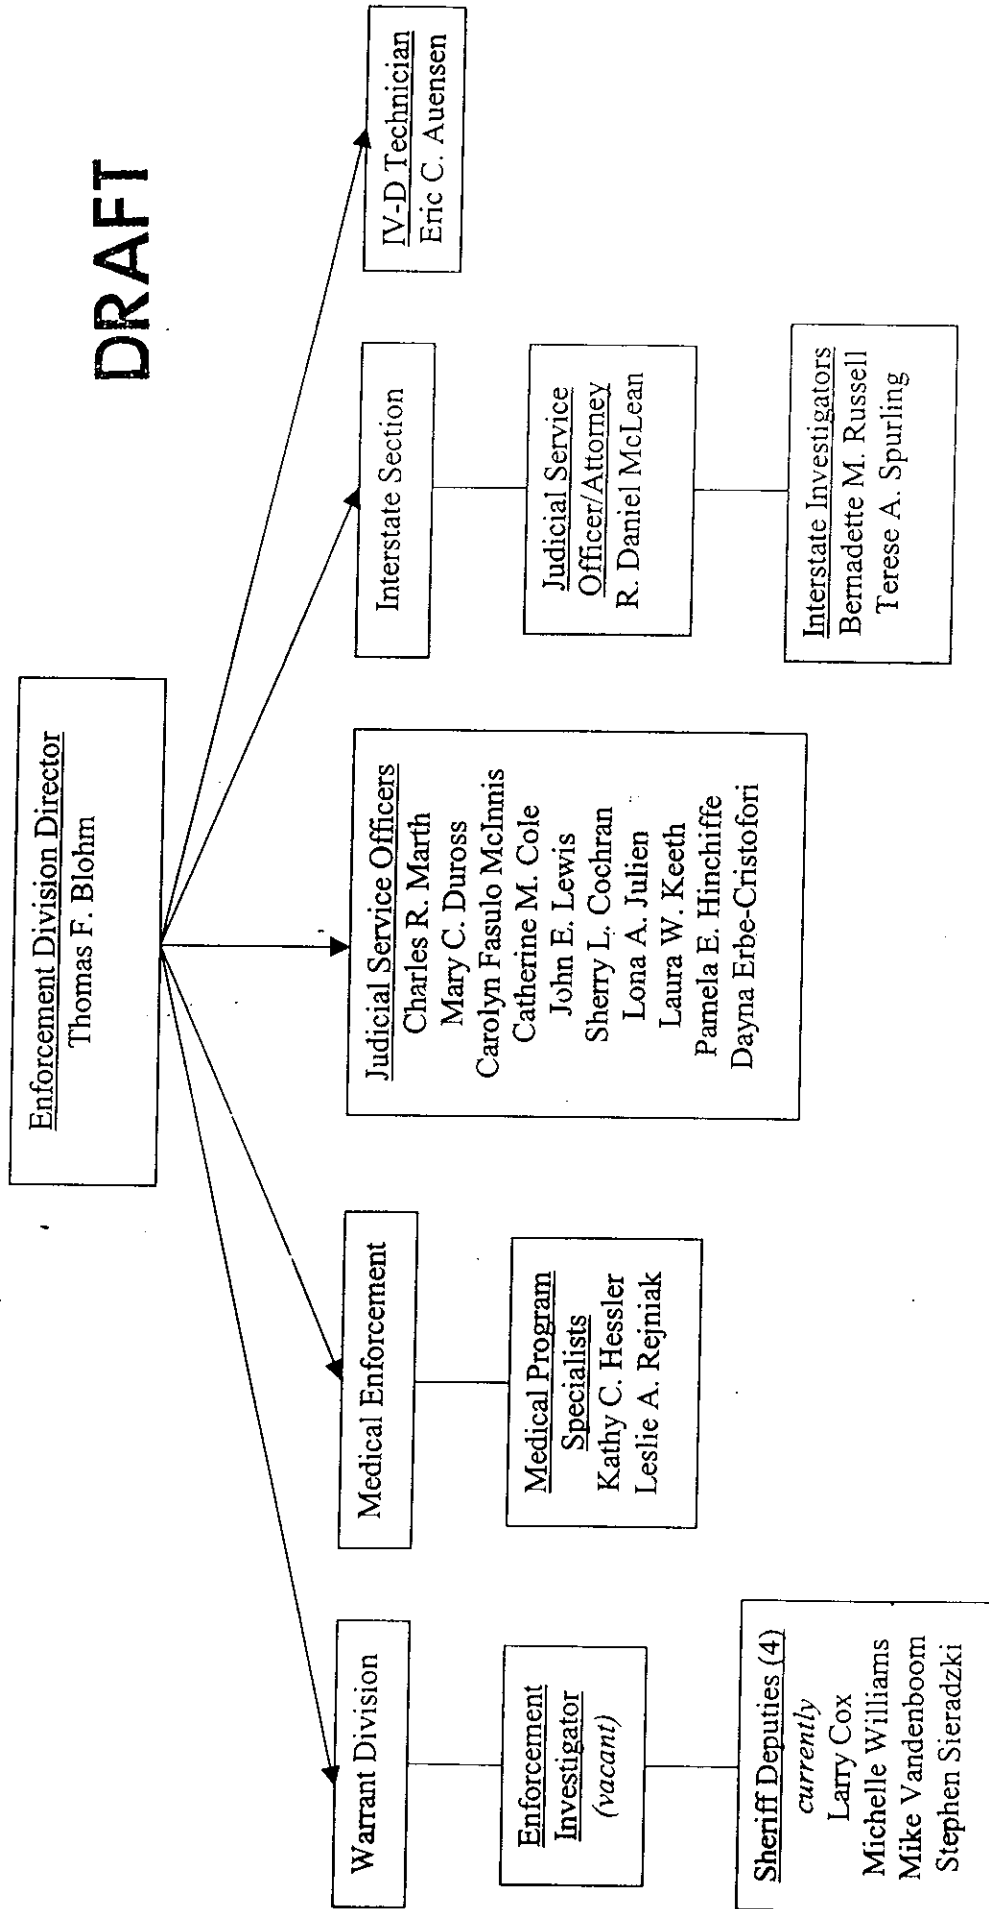 DRAFT
Enforcement Division Director
Thomas F. Blohm
Warrant Division
Enforcement
Investigator
(vacant)
Sheriff Deputies (4)
currently
Larry Cox
Michelle Williams
Mike Vandenboom
Stephen Sieradzki
Medical Enforcement
Medical Program
Specialists
Kathy C. Hessler
Leslie A. Rejniak
Judicial Service Officers
Charles R. Marth
Mary C. Duross
Carolyn Fasulo McInnis
Catherine M. Cole
John E. Lewis
Sherry L. Cochran
Lona A. Julien
Laura W. Keeth
Pamela E. Hinchiffe
Dayna Erbe-Cristofori
Interstate Section
Judicial Service
Officer/Attorney
R. Daniel McLean
Interstate Investigators
Bernadette M. Russell
Terese A. Spurling
IV-D Technician
Eric C. Auensen